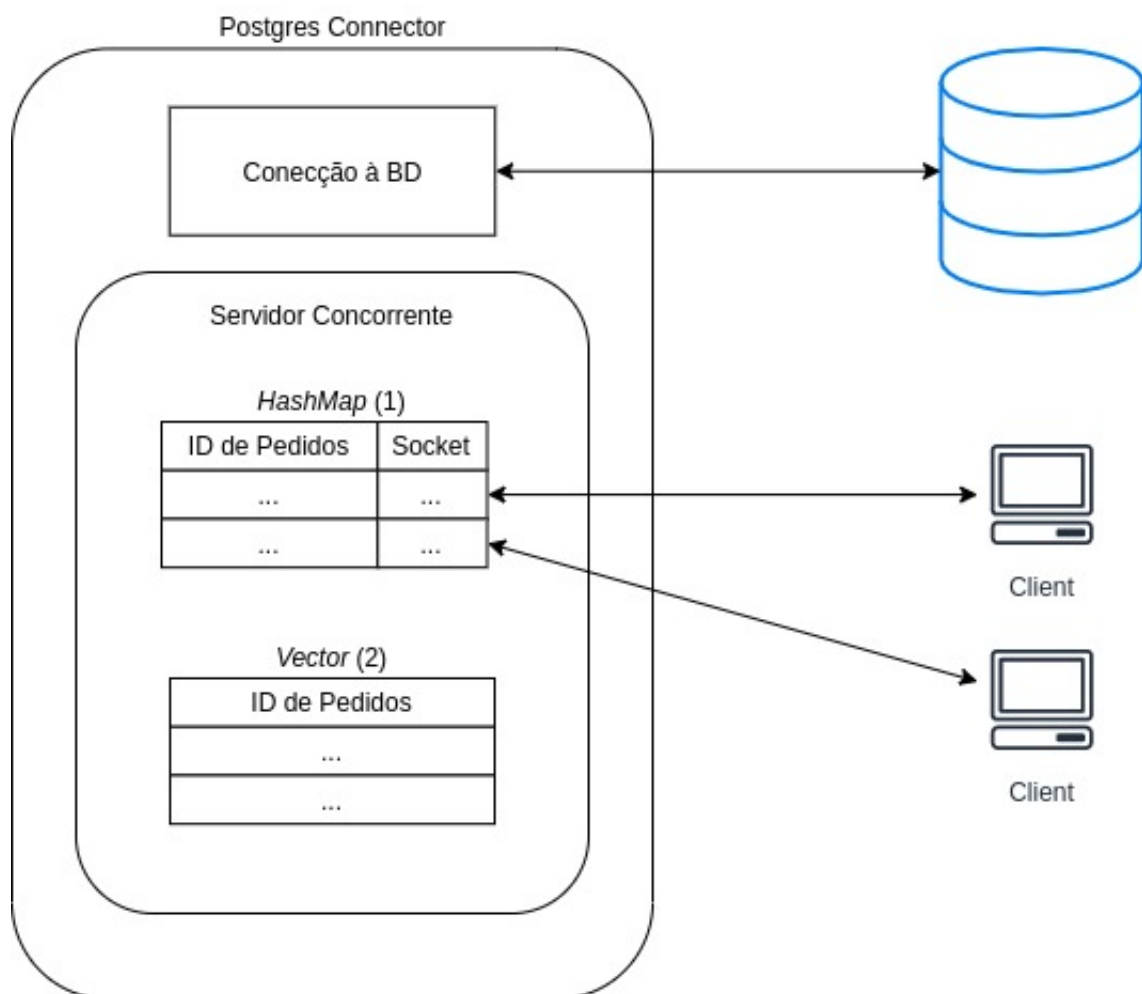 Postgres Connector
Conecção à BD
Servidor Concorrente
HashMap (1)
ID de Pedidos Socket
... ...
... ...
Client
Vector (2)
ID de Pedidos
...
...
Client